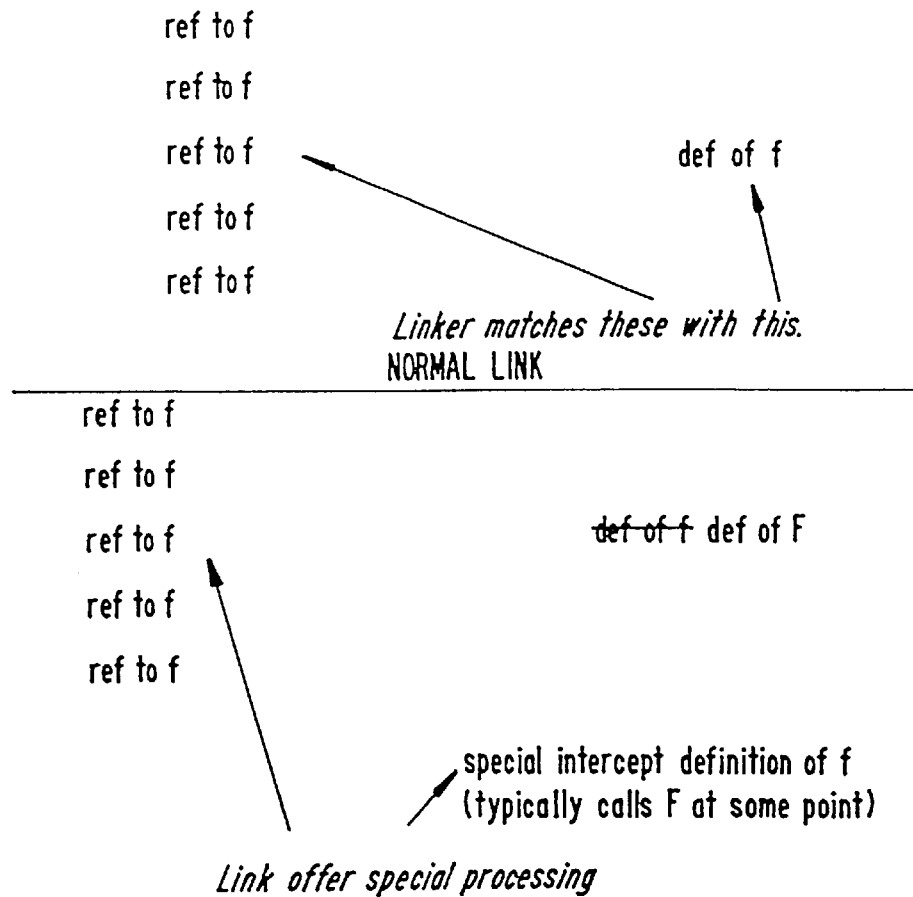 ref to f
ref to f
ref to f
def of f
ref to f
ref to f
Linker matches these with this.
NORMAL LINK
ref to f
ref to f
ref to f
def of f def of F
ref to f
ref to f
special intercept definition of f
(typically calls F at some point)
Link offer special processing